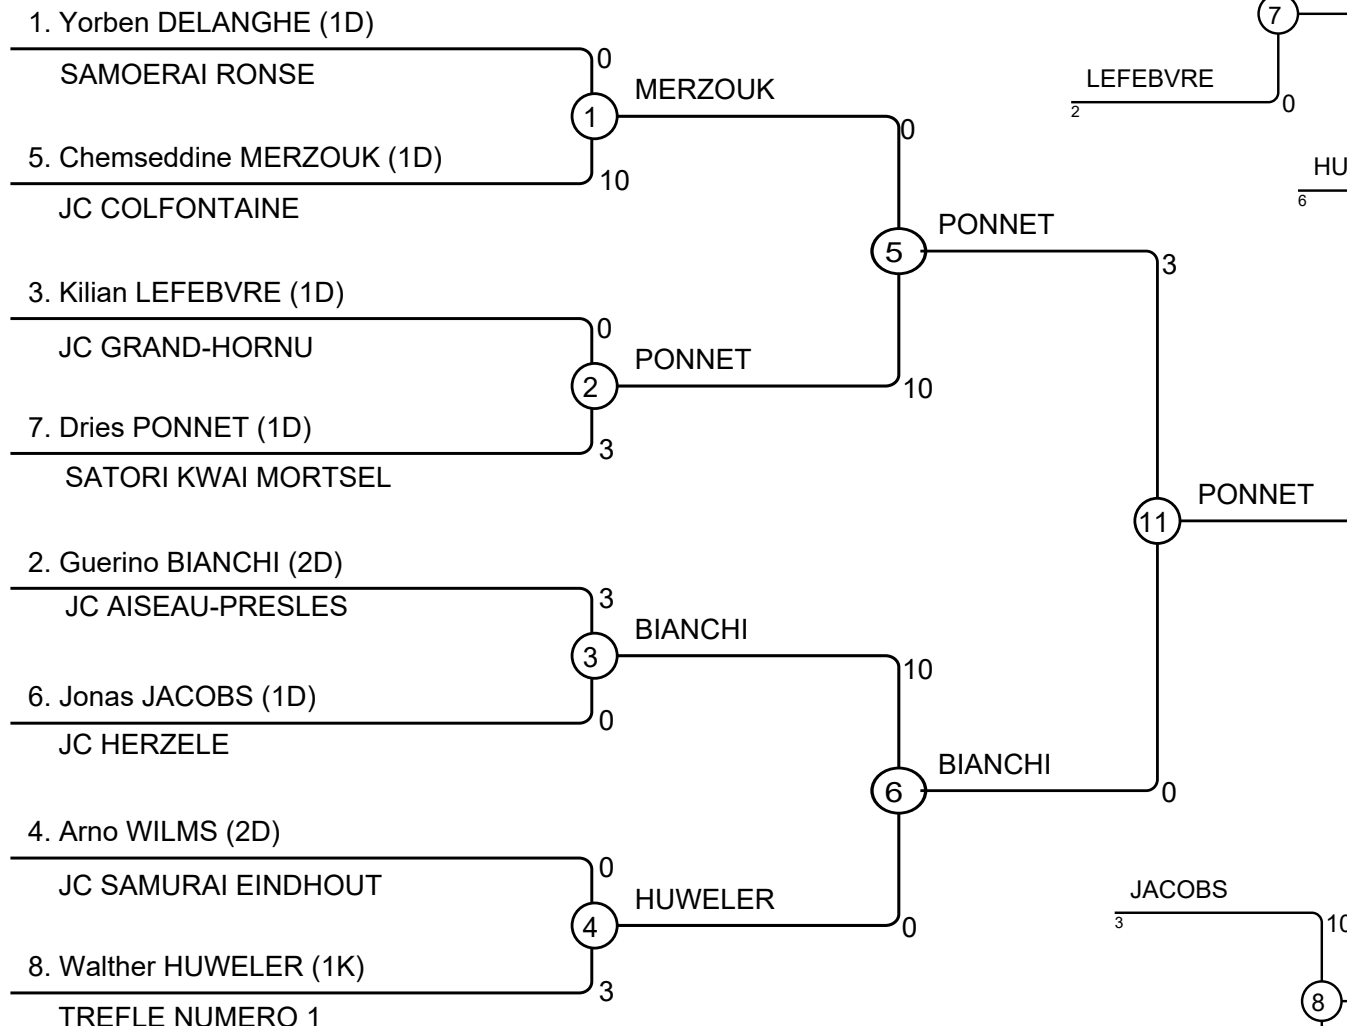 1. Yorben DELANGHE (1D)
SAMOERAI RONSE
0
1
MERZOUK
5. Chemseddine MERZOUK (1D)
10
JC COLFONTAINE
0
5
PONNET
3. Kilian LEFEBVRE (1D)
0
JC GRAND-HORNU
2
PONNET
10
7. Dries PONNET (1D)
3
SATORI KWAI MORTSEL
3
11
PONNET
2. Guerino BIANCHI (2D)
3
JC AISEAU-PRESLES
3
BIANCHI
10
6. Jonas JACOBS (1D)
0
JC HERZELE
6
BIANCHI
0
4. Arno WILMS (2D)
0
JC SAMURAI EINDHOUT
4
HUWELER
0
8. Walther HUWELER (1K)
3
TREFLE NUMERO 1
7
LEFEBVRE
2
0
HU
6
JACOBS
3
10
8